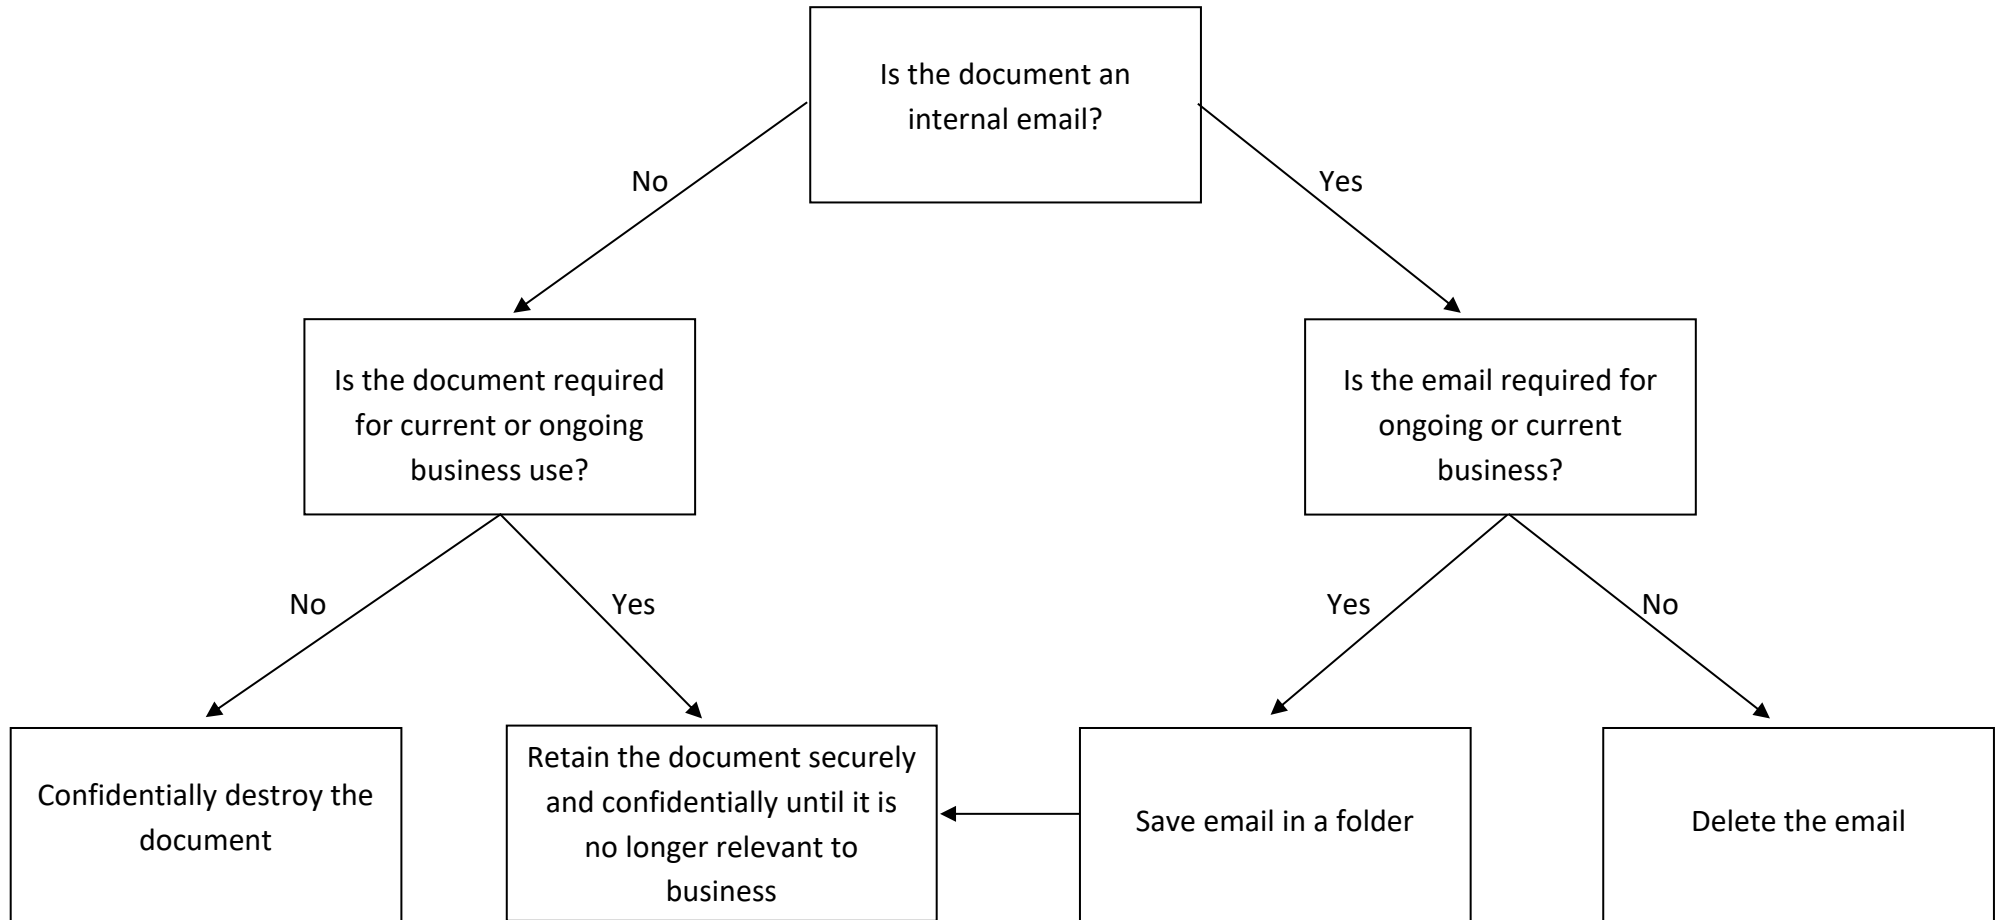 Is the document an
internal email?
No
Yes
Is the document required
for current or ongoing
business use?
Is the email required for
ongoing or current
business?
No
Yes
Yes
No
Confidentially destroy the
document
Retain the document securely
and confidentially until it is
no longer relevant to
business
Save email in a folder
Delete the email